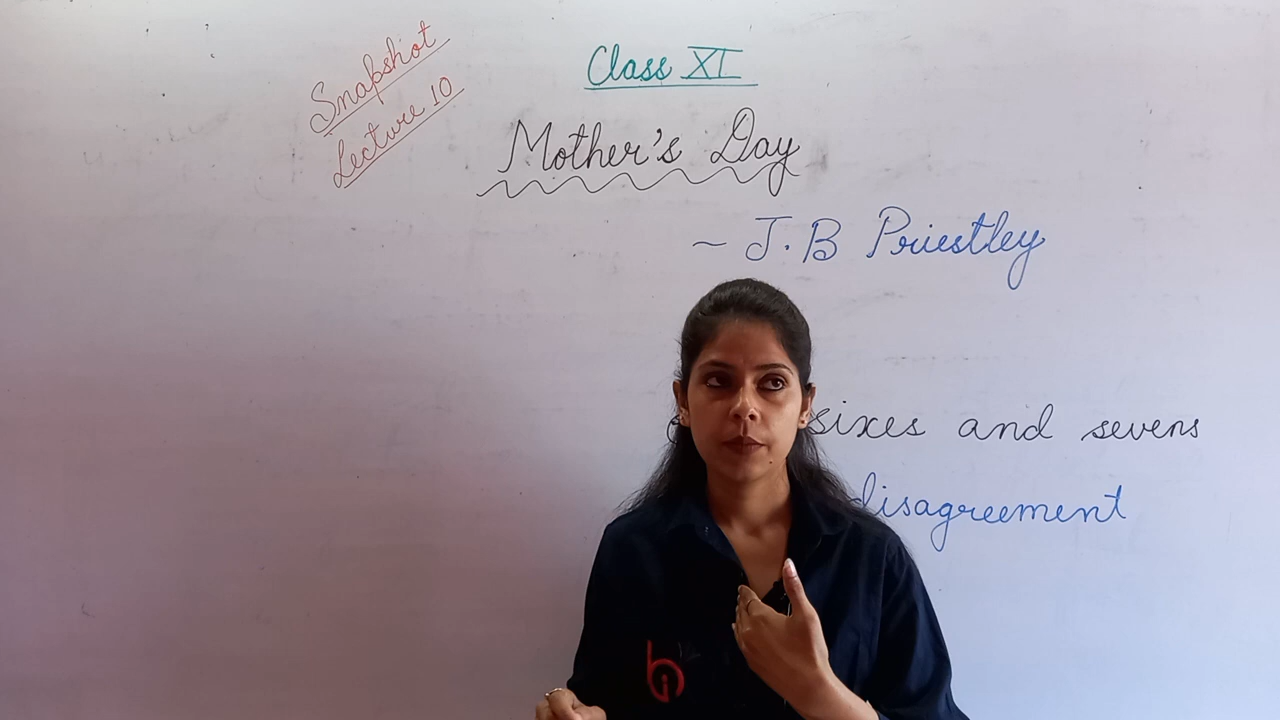 Snapshot
Lecture 10
Class XI
Mother's Day
~ J.B Priestley
sixes and sevens
disagreement